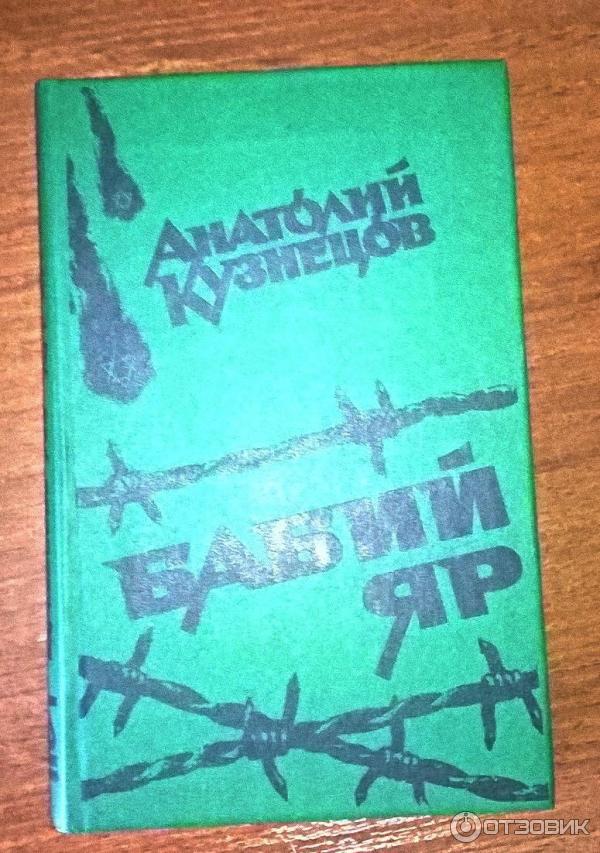 Анатолий
Кузнецов
Бабий
Яр
ОТЗОВИК